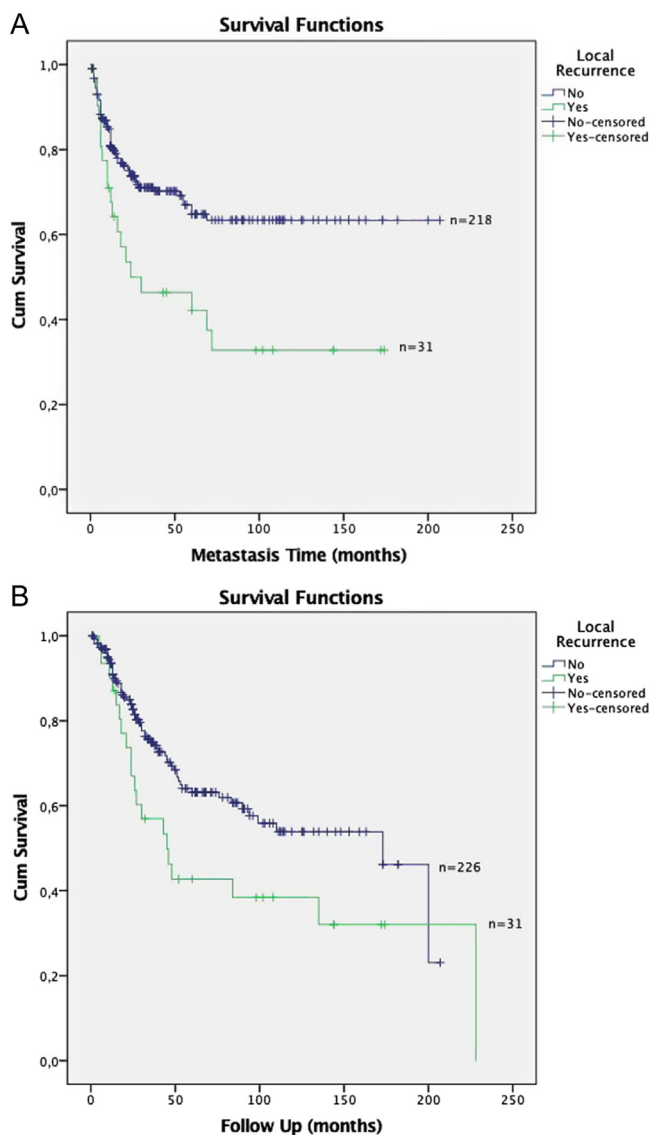 A
Survival Functions
Local
Recurrence
No
Yes
No-censored
Yes-censored
1,0
0,8
0,6
0,4
0,2
0,0
Cum Survival
n=218
n=31
0 50 100 150 200 250
Metastasis Time (months)
B
Survival Functions
Local
Recurrence
No
Yes
No-censored
Yes-censored
1,0
0,8
0,6
0,4
0,2
0,0
Cum Survival
n=226
n=31
0 50 100 150 200 250
Follow Up (months)